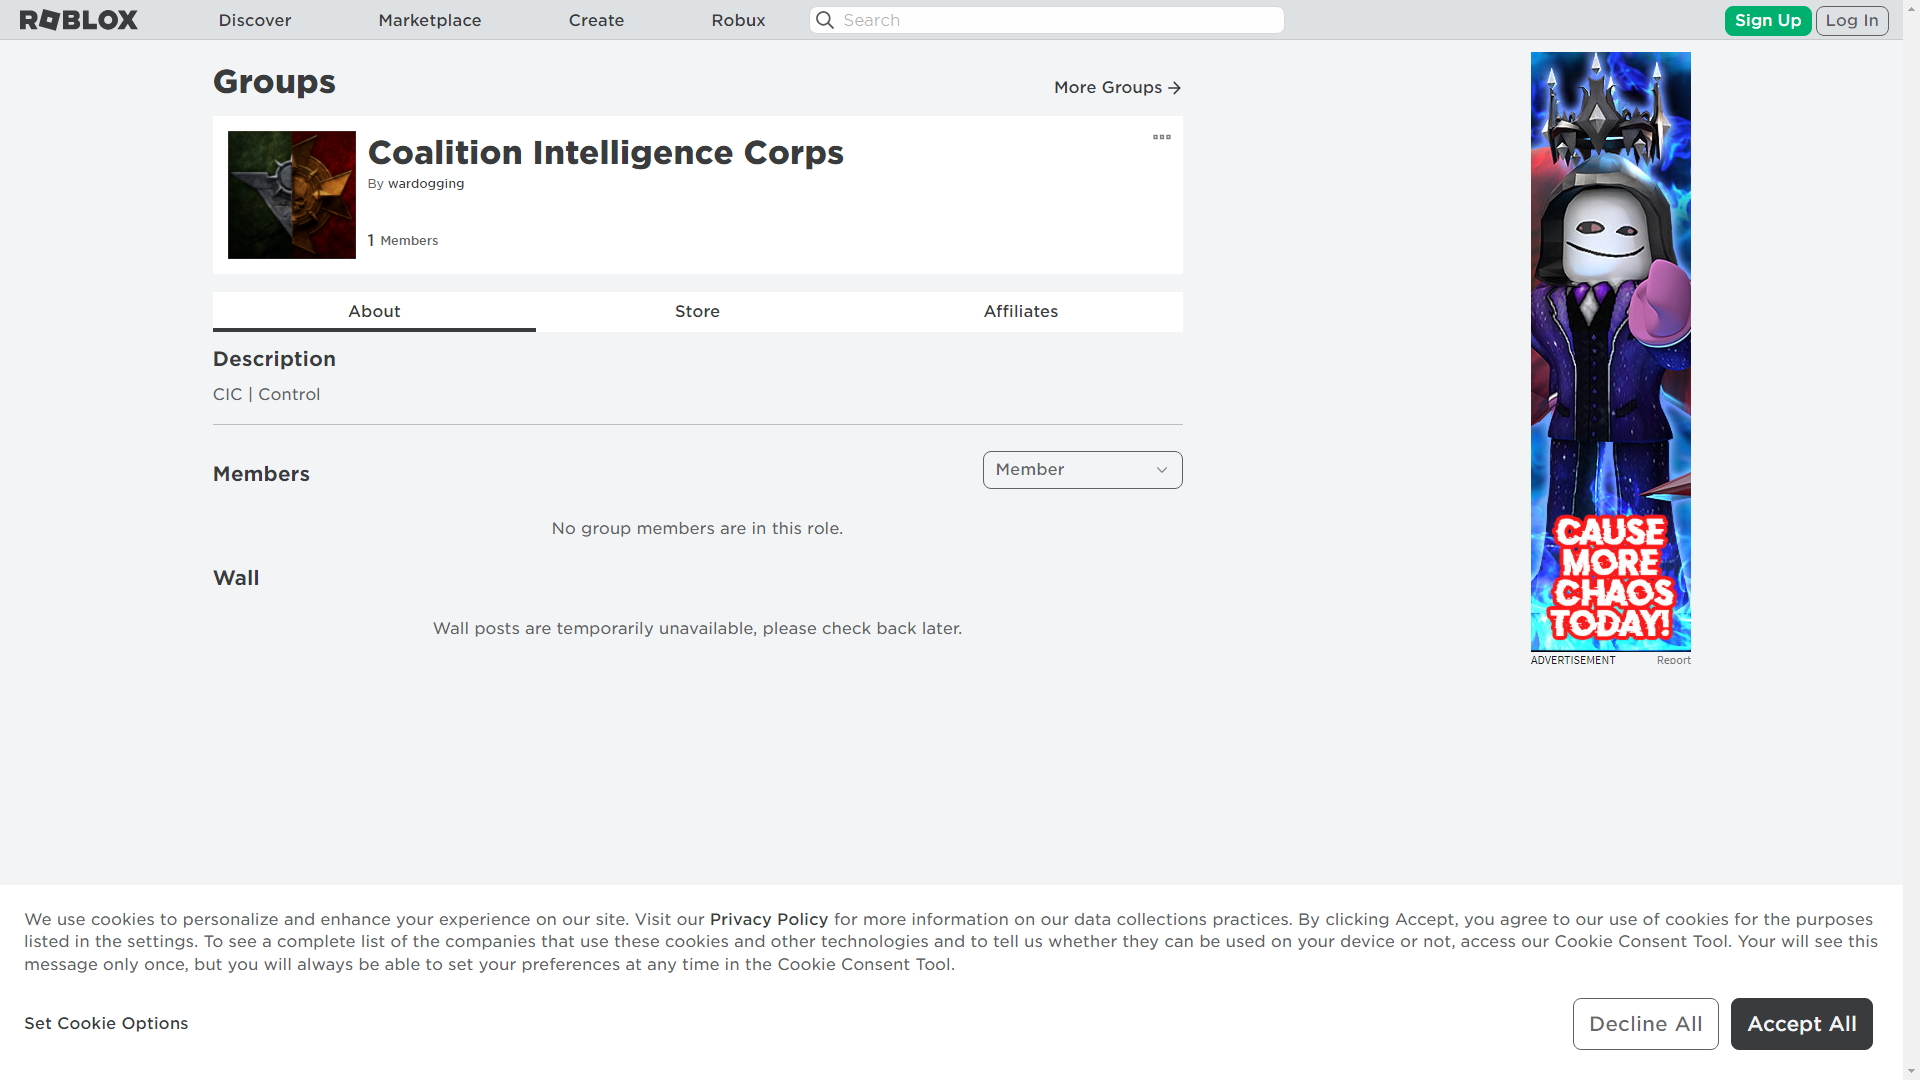 ROBLOX
Discover
Marketplace
Create
Robux
Search
Sign Up
Log In
Groups
More Groups
Coalition Intelligence Corps
By wardogging
1 Members
About
Store
Affiliates
Description
CIC | Control
Members
Member
No group members are in this role.
Wall
Wall posts are temporarily unavailable, please check back later.
CAUSE
MORE
CHAOS
TODAY!
ADVERTISEMENT
Report
We use cookies to personalize and enhance your experience on our site. Visit our Privacy Policy for more information on our data collections practices. By clicking Accept, you agree to our use of cookies for the purposes
listed in the settings. To see a complete list of the companies that use these cookies and other technologies and to tell us whether they can be used on your device or not, access our Cookie Consent Tool. Your will see this
message only once, but you will always be able to set your preferences at any time in the Cookie Consent Tool.
Set Cookie Options
Decline All
Accept All